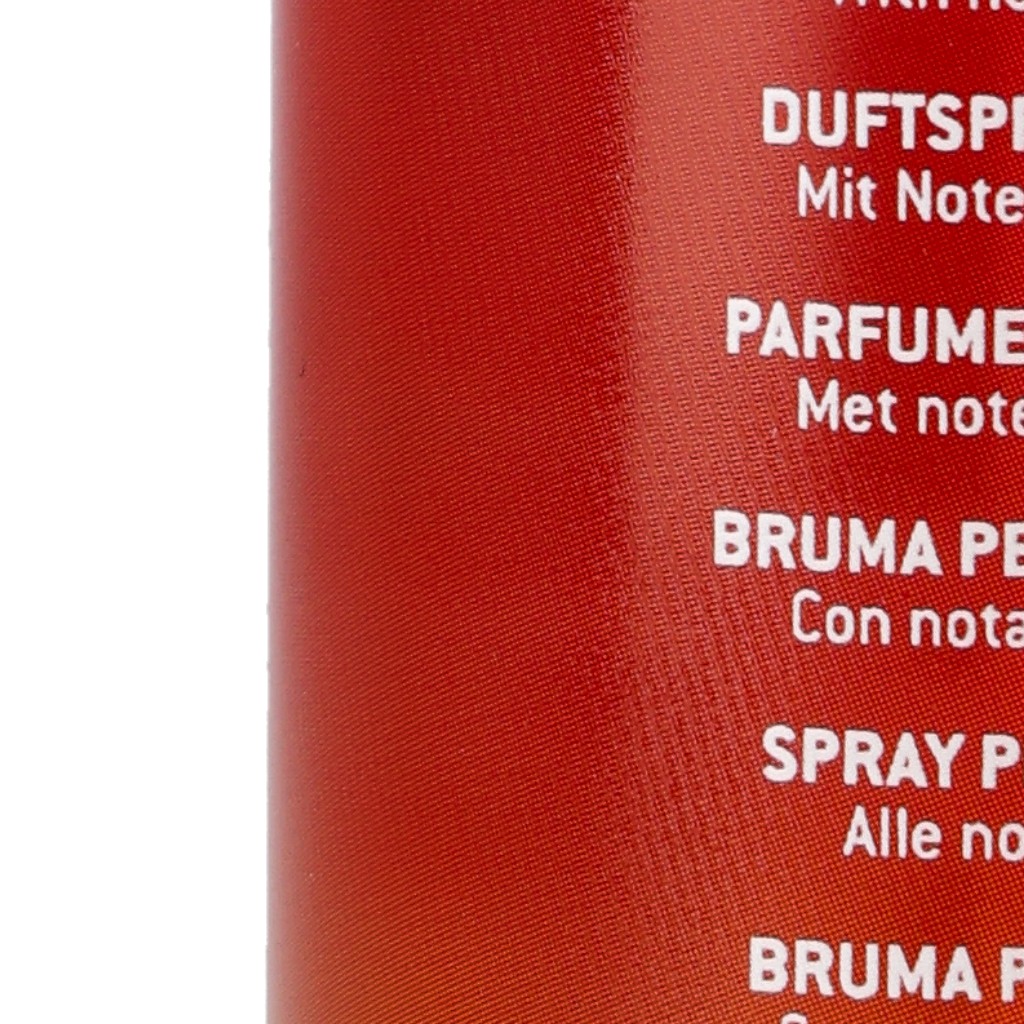 DUFTSP
Mit Note
PARFUME
Met note
BRUMA PE
Con nota
SPRAY P
Alle no
BRUMA P